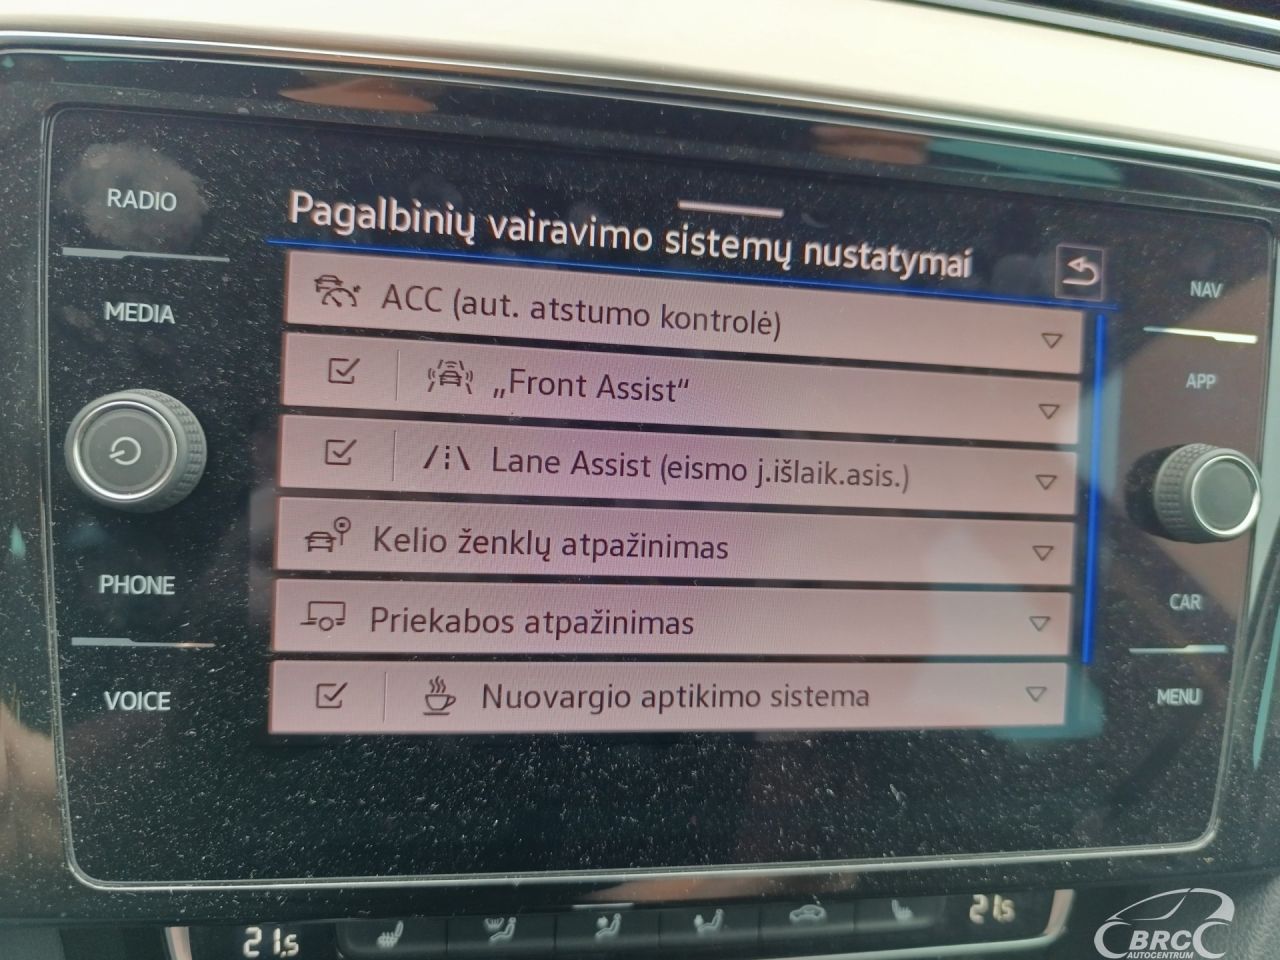 Pagalbinių vairavimo sistemų nustatymai
RADIO
MEDIA
PHONE
VOICE
ACC (aut. atstumo kontrolė)
„Front Assist“
Lane Assist (eismo j.išlaik.asis.)
Kelio ženklų atpažinimas
Priekabos atpažinimas
Nuovargio aptikimo sistema
NAV
APP
CAR
MENU
21,5
21,5
BRC
AUTOCENTRUM